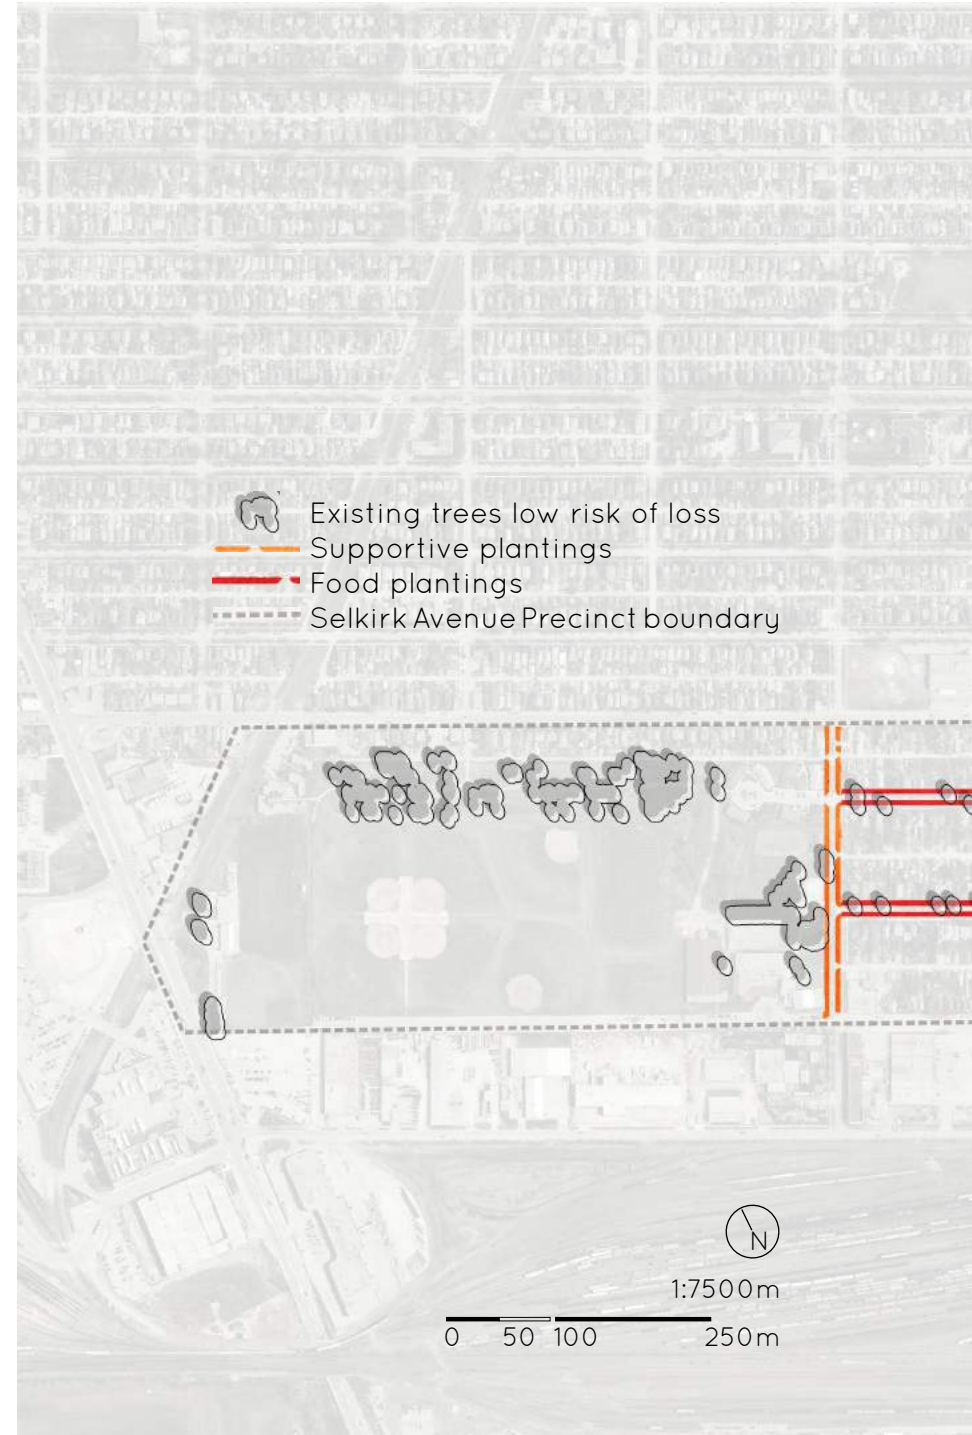 Existing trees low risk of loss
Supportive plantings
Food plantings
Selkirk Avenue Precinct boundary
N
1:7500m
0 50 100 250m